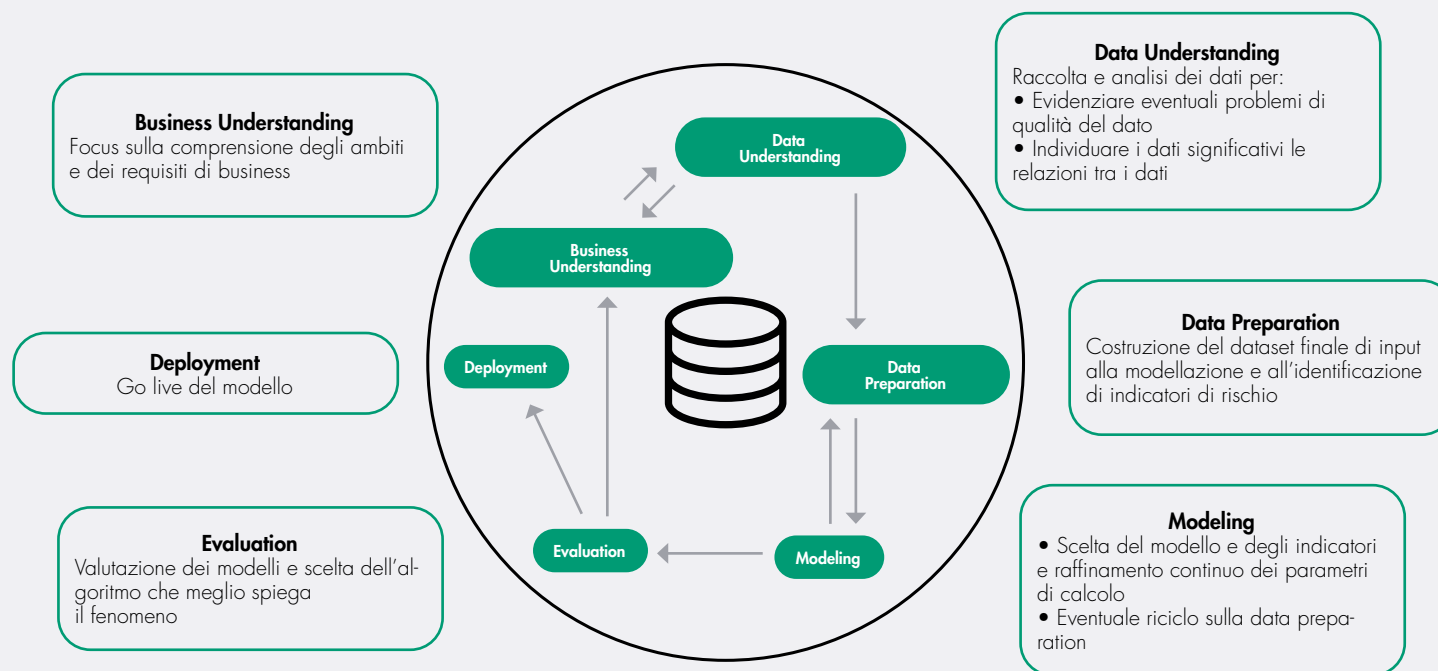 Business Understanding
Focus sulla comprensione degli ambiti
e dei requisiti di business
Data Understanding
Raccolta e analisi dei dati per:
• Evidenziare eventuali problemi di
qualità del dato
• Individuare i dati significativi le
relazioni tra i dati
Data
Understanding
Business
Understanding
Deployment
Go live del modello
Deployment
Data
Preparation
Data Preparation
Costruzione del dataset finale di input
alla modellazione e all'identificazione
di indicatori di rischio
Evaluation
Valutazione dei modelli e scelta dell'al-
goritmo che meglio spiega
il fenomeno
Evaluation
Modeling
Modeling
• Scelta del modello e degli indicatori
e raffinamento continuo dei parametri
di calcolo
• Eventuale riciclo sulla data prepa-
ration